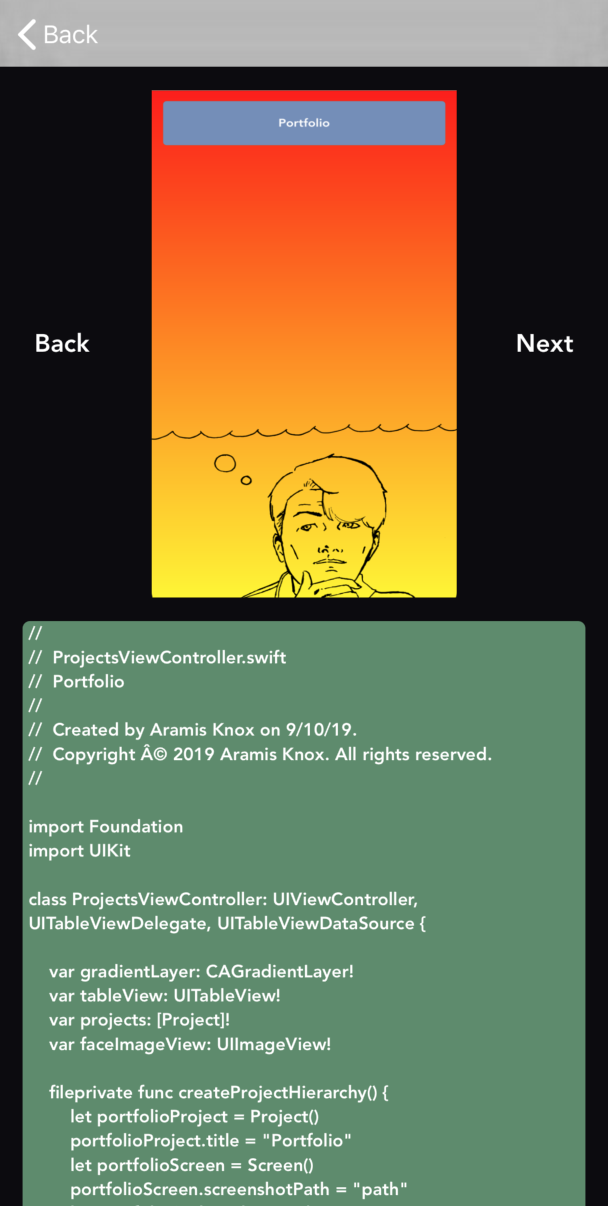 Back
Portfolio
Back
Next
//
//  ProjectsViewController.swift
//  Portfolio
//
//  Created by Aramis Knox on 9/10/19.
//  Copyright Â© 2019 Aramis Knox. All rights reserved.
//
import Foundation
import UIKit
class ProjectsViewController: UIViewController,
UITableViewDelegate, UITableViewDataSource {
var gradientLayer: CAGradientLayer!
var tableView: UITableView!
var projects: [Project]!
var faceImageView: UIImageView!
fileprivate func createProjectHierarchy() {
let portfolioProject = Project()
portfolioProject.title = "Portfolio"
let portfolioScreen = Screen()
portfolioScreen.screenshotPath = "path"